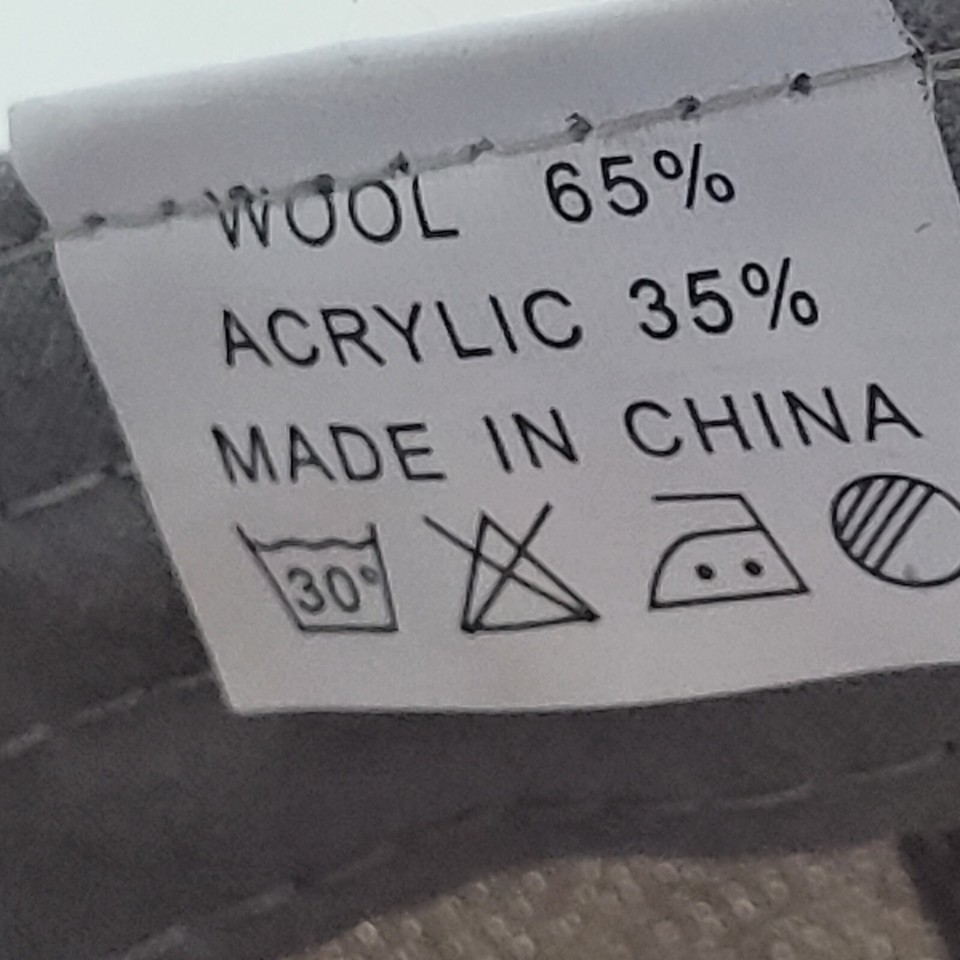 WOOL 65%
ACRYLIC 35%
MADE IN CHINA
30°